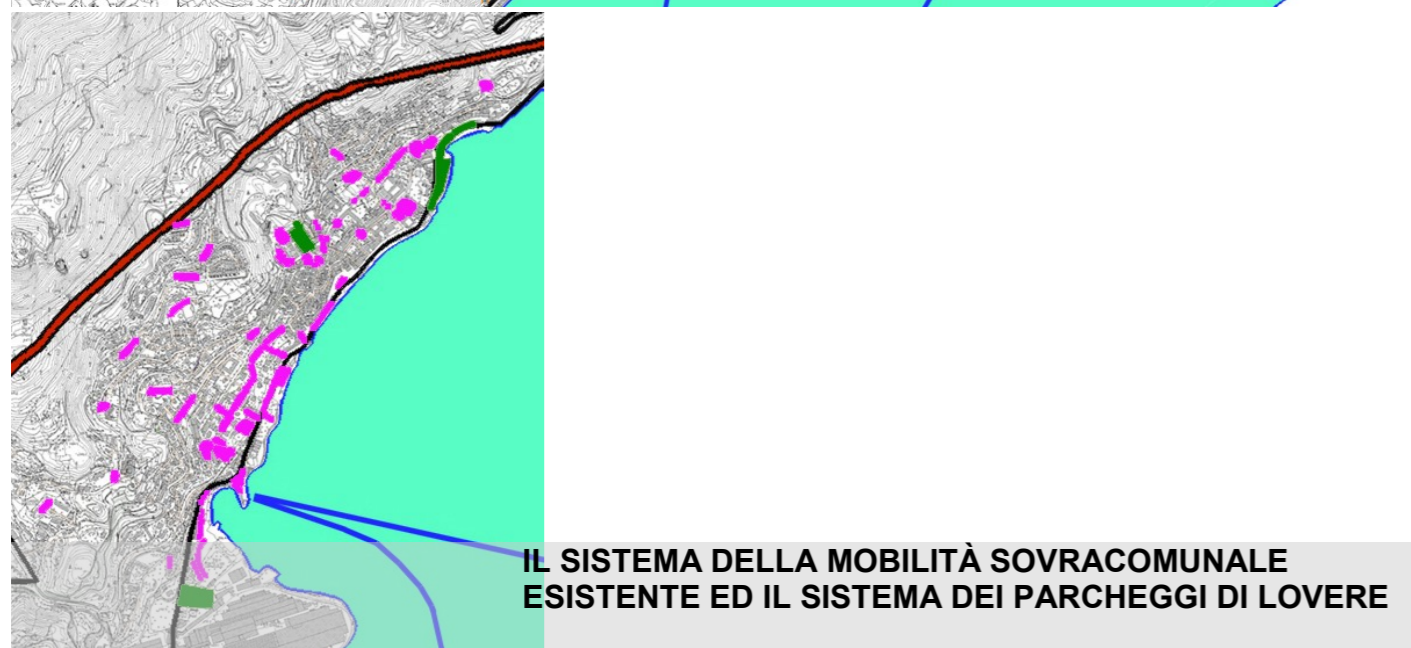 IL SISTEMA DELLA MOBILITÀ SOVRACOMUNALE
ESISTENTE ED IL SISTEMA DEI PARCHEGGI DI LOVERE